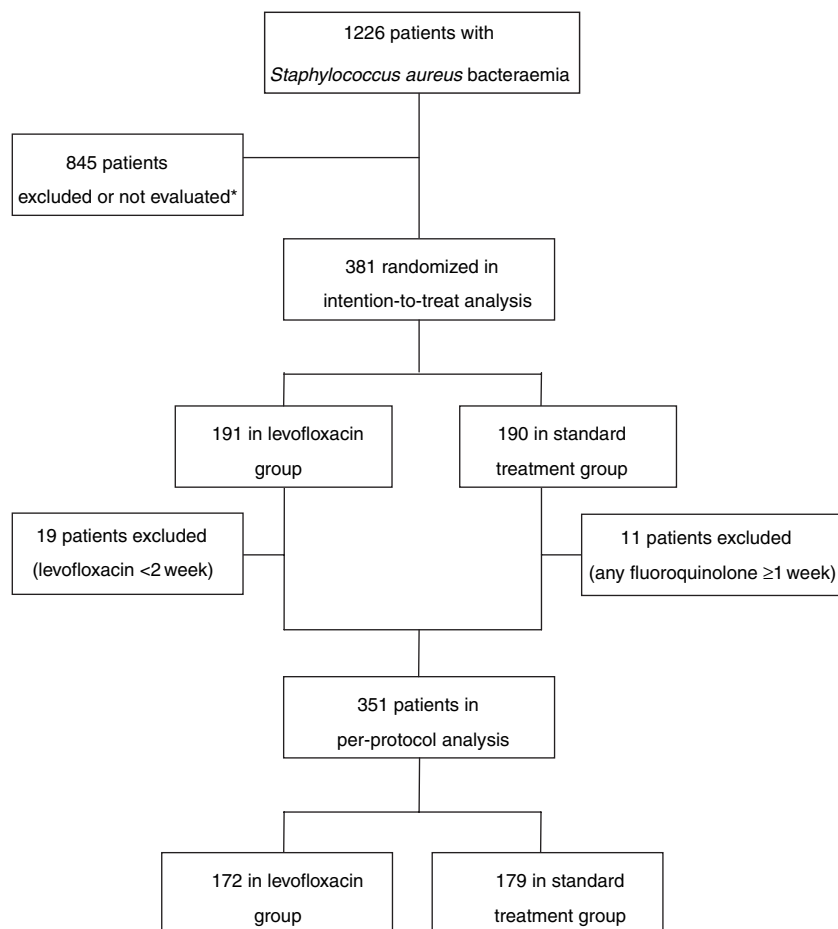 1226 patients with
Staphylococcus aureus bacteraemia
845 patients
excluded or not evaluated*
381 randomized in
intention-to-treat analysis
191 in levofloxacin
group
190 in standard
treatment group
19 patients excluded
(levofloxacin <2 week)
11 patients excluded
(any fluoroquinolone ≥1 week)
351 patients in
per-protocol analysis
172 in levofloxacin
group
179 in standard
treatment group